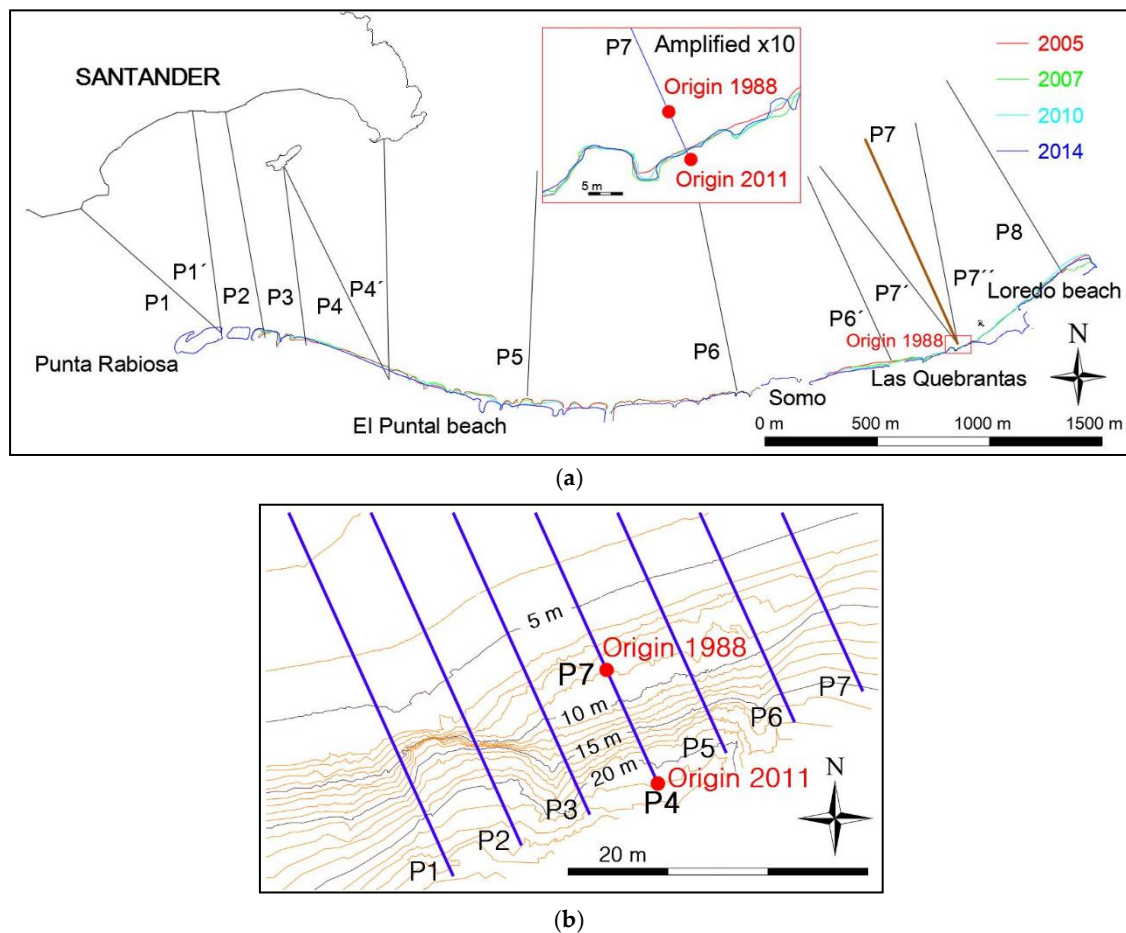 SANTANDER
P7
Amplified x10
Origin 1988
Origin 2011
5 m
2005
2007
2010
2014
P1´
P1
P2
P3
P4
P4´
P5
P6
P6´
P7´
P7
P7´´
P8
Loredo beach
Origin 1988
Las Quebrantas
Punta Rabiosa
El Puntal beach
Somo
N
0 m
500 m
1000 m
1500 m
(a)
5 m
Origin 1988
P7
10 m
15 m
20 m
Origin 2011
P1
P2
P3
P4
P5
P6
P7
N
20 m
(b)